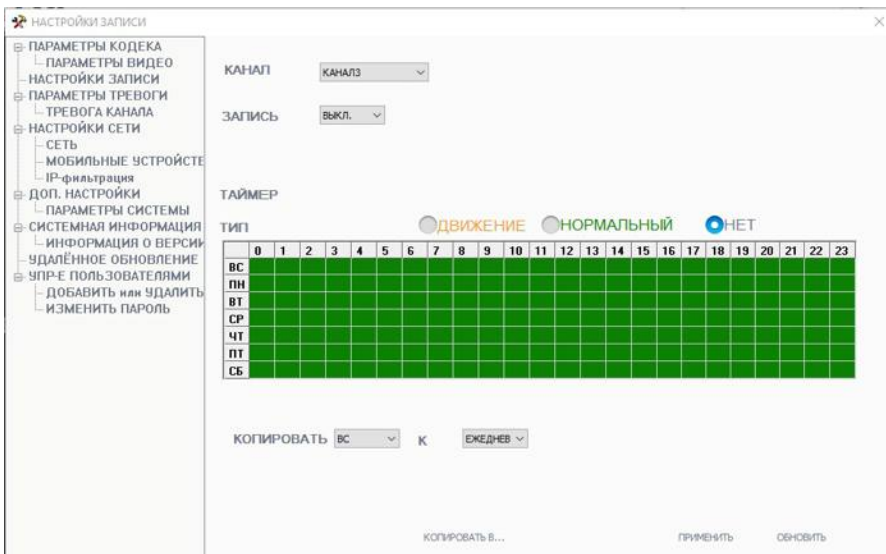 НАСТРОЙКИ ЗАПИСИ
ПАРАМЕТРЫ КОДЕКА
ПАРАМЕТРЫ ВИДЕО
НАСТРОЙКИ ЗАПИСИ
ПАРАМЕТРЫ ТРЕВОГИ
ТРЕВОГА КАНАЛА
НАСТРОЙКИ СЕТИ
СЕТЬ
МОБИЛЬНЫЕ УСТРОЙСТЕ
IP-фильтрация
ДОП. НАСТРОЙКИ
ПАРАМЕТРЫ СИСТЕМЫ
СИСТЕМНАЯ ИНФОРМАЦИЯ
ИНФОРМАЦИЯ О ВЕРСИИ
УДАЛЁННОЕ ОБНОВЛЕНИЕ
УПР-Е ПОЛЬЗОВАТЕЛЯМИ
ДОБАВИТЬ или УДАЛИТЬ
ИЗМЕНИТЬ ПАРОЛЬ
КАНАЛ КАНАЛ3
ЗАПИСЬ ВЫКЛ.
ТАЙМЕР
ТИП ДВИЖЕНИЕ НОРМАЛЬНЫЙ НЕТ
0 1 2 3 4 5 6 7 8 9 10 11 12 13 14 15 16 17 18 19 20 21 22 23
ВС
ПН
ВТ
СР
ЧТ
ПТ
СБ
КОПИРОВАТЬ ВС К ЕЖЕДНЕВ
КОПИРОВАТЬ В... ПРИМЕНИТЬ ОБНОВИТЬ